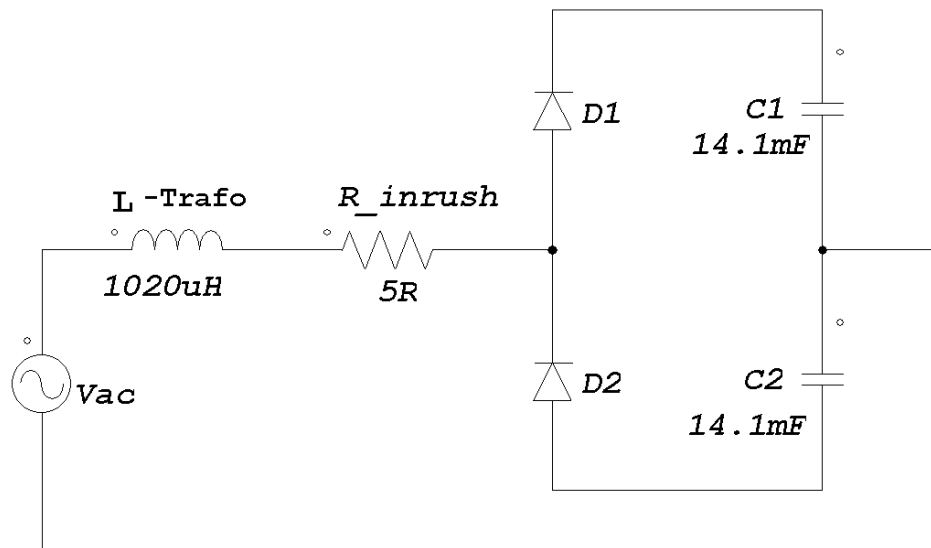 D1
C1
14.1mF
L-Trafo
R_inrush
1020uH
5R
Vac
D2
C2
14.1mF